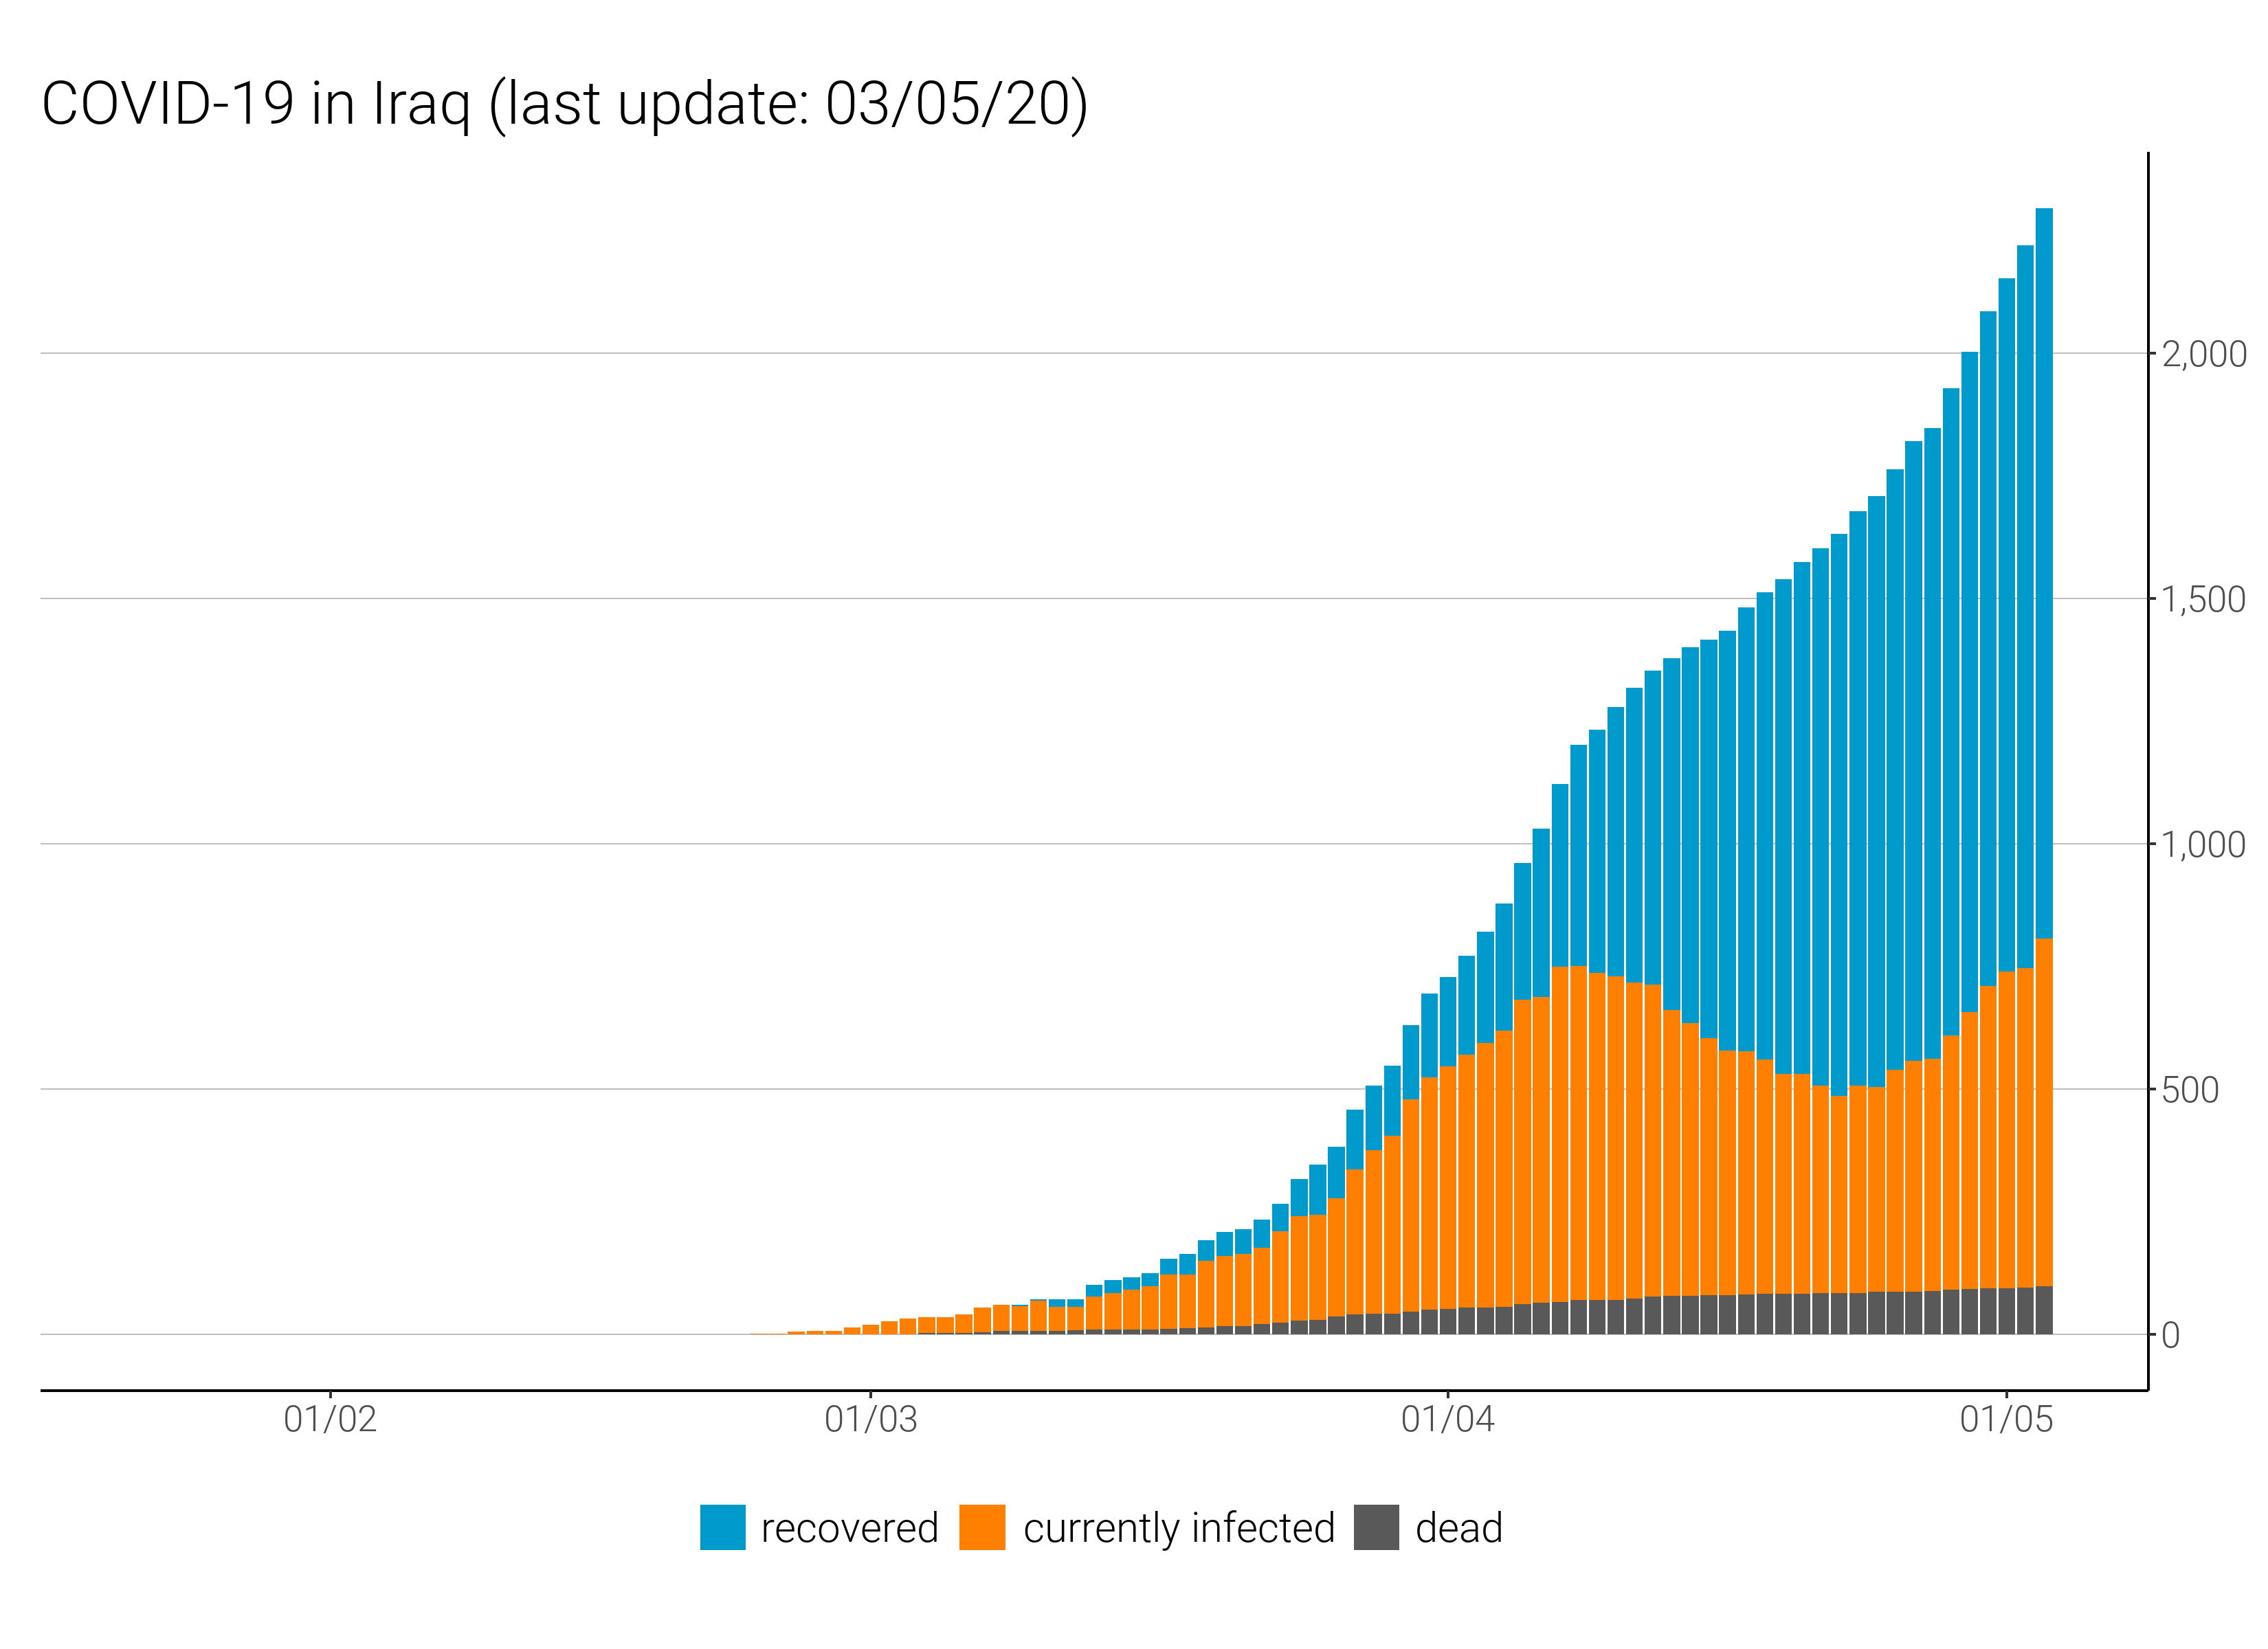 COVID-19 in Iraq (last update: 03/05/20)
2,000
1,500
1,000
500
0
01/02 01/03 01/04 01/05
recovered currently infected dead